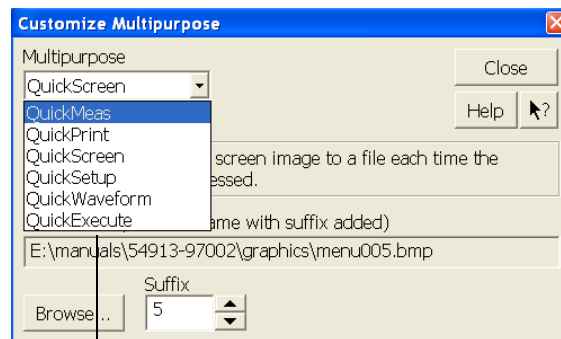 Customize Multipurpose
Multipurpose
QuickScreen
Close
QuickMeas
Help ?
QuickPrint
QuickScreen
screen image to a file each time the
QuickSetup
essed.
QuickWaveform
QuickExecute
ame with suffix added)
E:\manuals\54913-97002\graphics\menu005.bmp
Suffix
Browse...
5